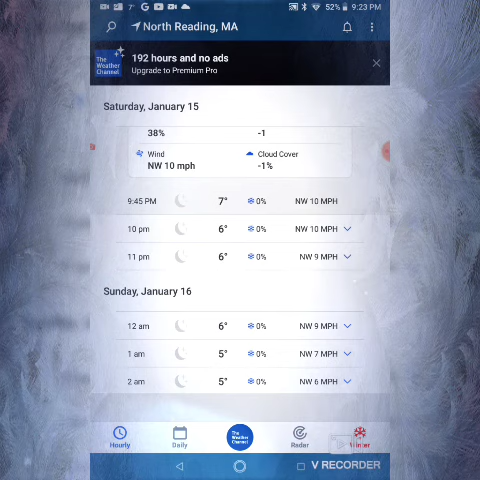 52% 9:23 PM
North Reading, MA
The
Weather
Channel
192 hours and no ads
Upgrade to Premium Pro
Saturday, January 15
38% -1
Wind Cloud Cover
NW 10 mph -1%
9:45 PM 7° 0% NW 10 MPH
10 pm 6° 0% NW 10 MPH
11 pm 6° 0% NW 9 MPH
Sunday, January 16
12 am 6° 0% NW 9 MPH
1 am 5° 0% NW 7 MPH
2 am 5° 0% NW 6 MPH
The
Weather
Channel
Hourly Daily Radar Winter
V RECORDER